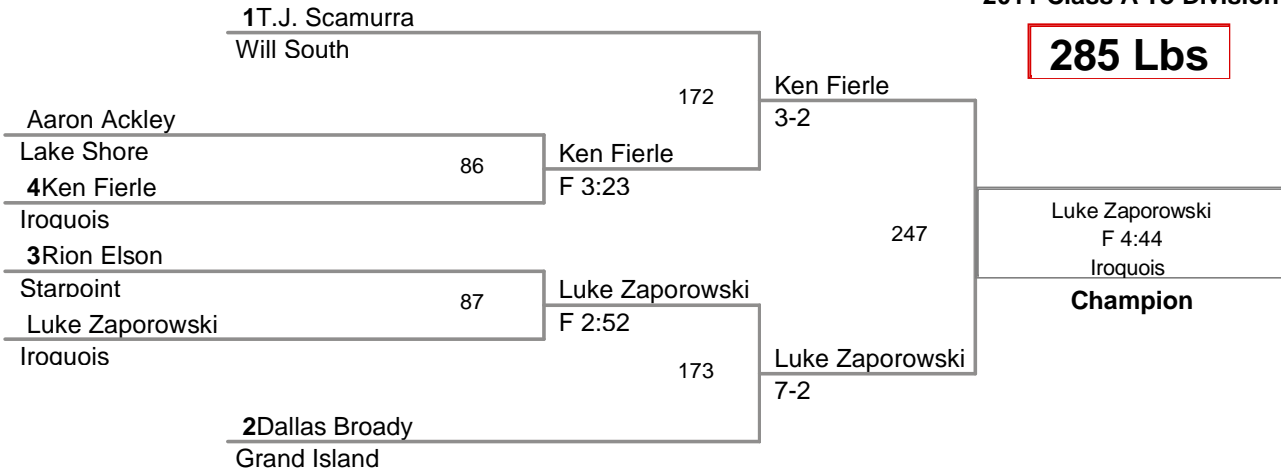 2011 Class A 13 Division
285 Lbs
1T.J. Scamurra
Will South
172
Ken Fierle
3-2
Aaron Ackley
Lake Shore
86
Ken Fierle
F 3:23
4Ken Fierle
Iroquois
247
Luke Zaporowski
F 4:44
Iroquois
Champion
3Rion Elson
Starpoint
87
Luke Zaporowski
F 2:52
Luke Zaporowski
Iroquois
173
Luke Zaporowski
7-2
2Dallas Broady
Grand Island